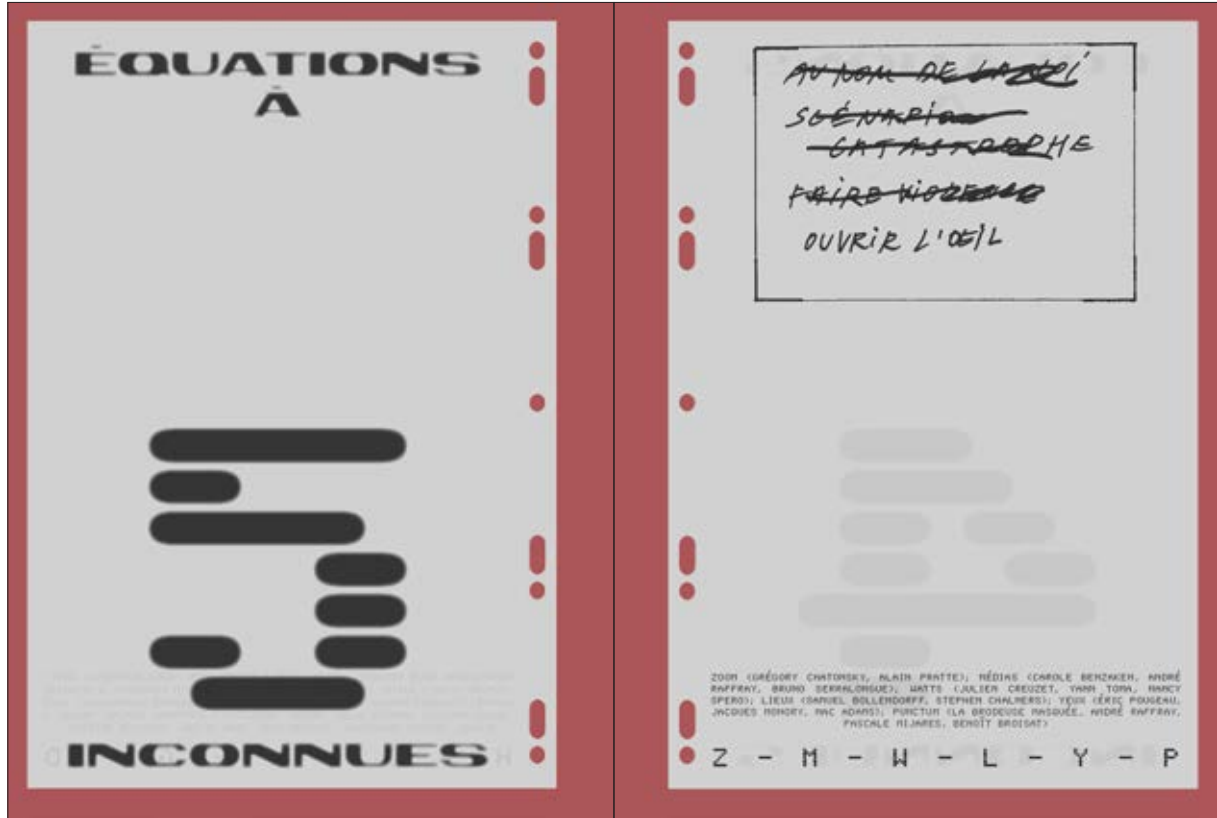 ÉQUATIONS
À
5
INCONNUES
AU NOM DE LA LOI
SCÉNARIO
CATASTROPHE
FAIRE VIOLENCE
OUVRIR L'OEIL
ZOOM (GRÉGORY CHATONSKY, ALAIN PRATTE); MÉDIAS (CAROLE BENZAKEN, ANDRÉ
RAFFRAY, BRUNO SERRALONGUE); WATTS (JULIEN CREUZET, YANN TOMA, NANCY
SPERO); LIEUX (SAMUEL BOLLENDORFF, STEPHEN CHALMERS); YEUX (ÉRIC POUGEAU,
JACQUES MONORY, MAC ADAMS); PUNCTUM (LA BRODEUSE MASQUÉE, ANDRÉ RAFFRAY,
PASCALE MIJARES, BENOÎT BROISAT)
Z - M - W - L - Y - P